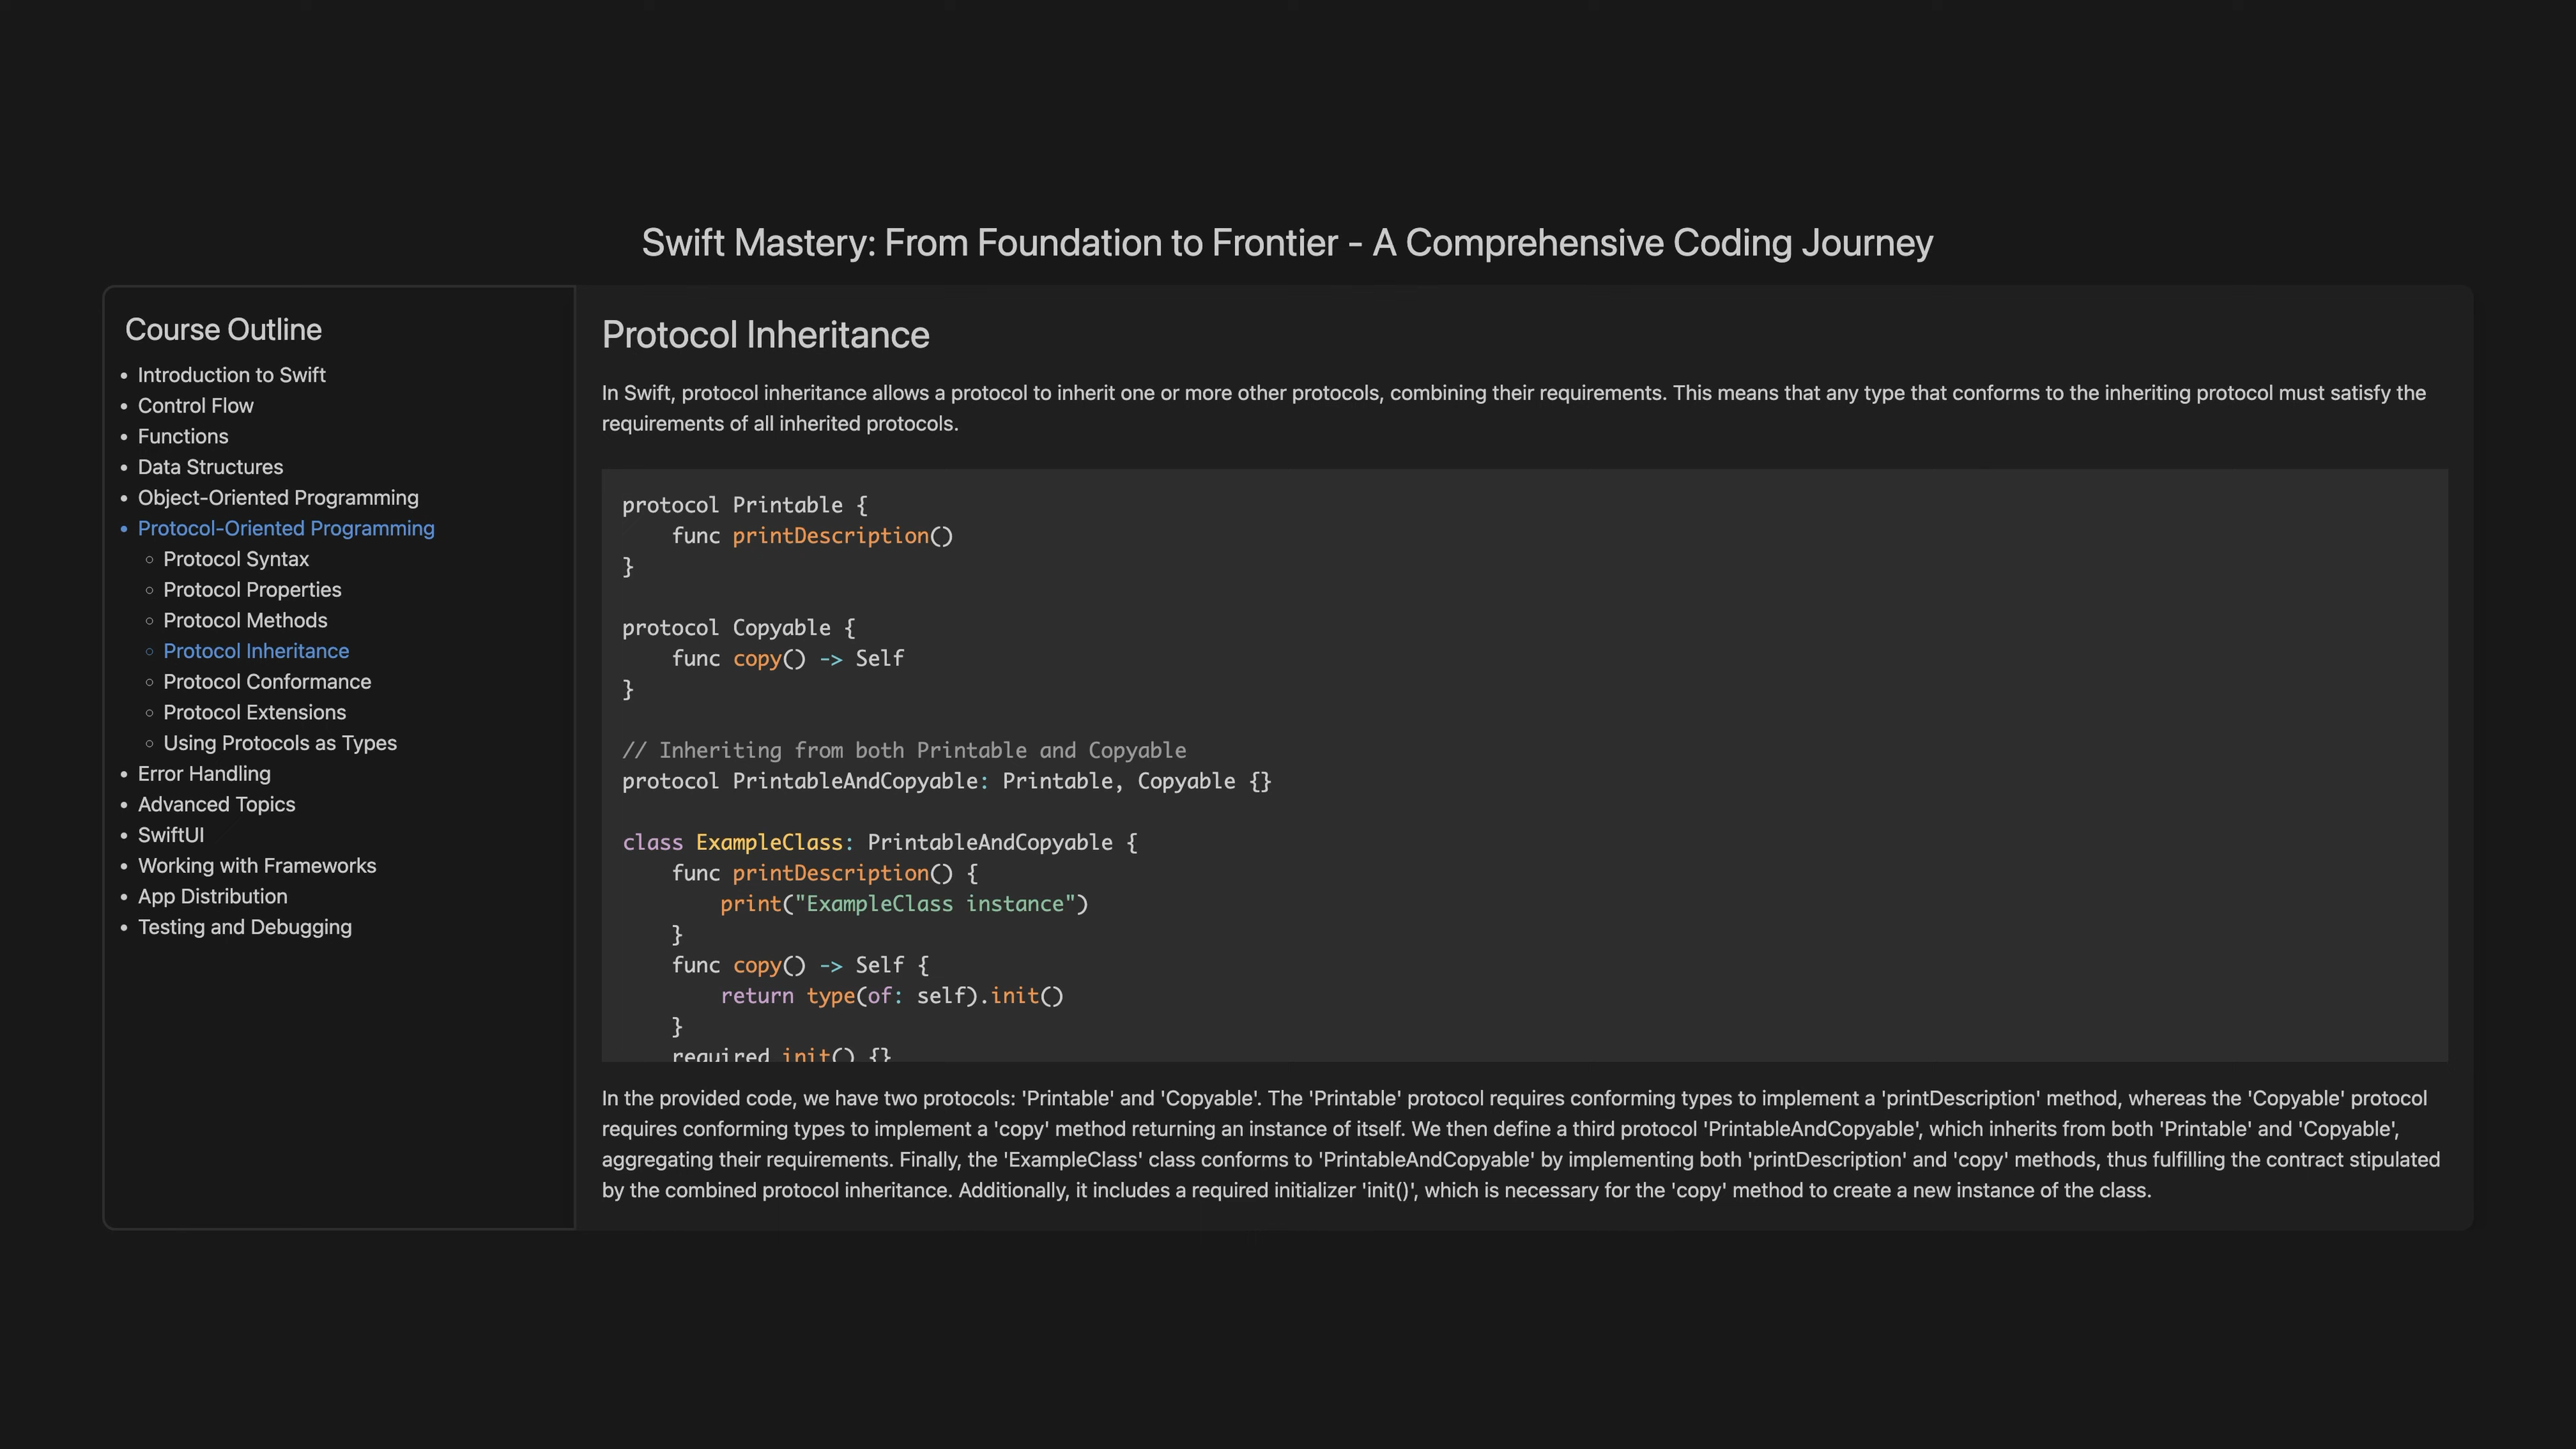 Swift Mastery: From Foundation to Frontier - A Comprehensive Coding Journey
Course Outline
Introduction to Swift
Control Flow
Functions
Data Structures
Object-Oriented Programming
Protocol-Oriented Programming
Protocol Syntax
Protocol Properties
Protocol Methods
Protocol Inheritance
Protocol Conformance
Protocol Extensions
Using Protocols as Types
Error Handling
Advanced Topics
SwiftUI
Working with Frameworks
App Distribution
Testing and Debugging
Protocol Inheritance
In Swift, protocol inheritance allows a protocol to inherit one or more other protocols, combining their requirements. This means that any type that conforms to the inheriting protocol must satisfy the
requirements of all inherited protocols.
protocol Printable {
    func printDescription()
}
protocol Copyable {
    func copy() -> Self
}
// Inheriting from both Printable and Copyable
protocol PrintableAndCopyable: Printable, Copyable {}
class ExampleClass: PrintableAndCopyable {
    func printDescription() {
        print("ExampleClass instance")
    }
    func copy() -> Self {
        return type(of: self).init()
    }
    required init() {}
In the provided code, we have two protocols: 'Printable' and 'Copyable'. The 'Printable' protocol requires conforming types to implement a 'printDescription' method, whereas the 'Copyable' protocol
requires conforming types to implement a 'copy' method returning an instance of itself. We then define a third protocol 'PrintableAndCopyable', which inherits from both 'Printable' and 'Copyable',
aggregating their requirements. Finally, the 'ExampleClass' class conforms to 'PrintableAndCopyable' by implementing both 'printDescription' and 'copy' methods, thus fulfilling the contract stipulated
by the combined protocol inheritance. Additionally, it includes a required initializer 'init()', which is necessary for the 'copy' method to create a new instance of the class.